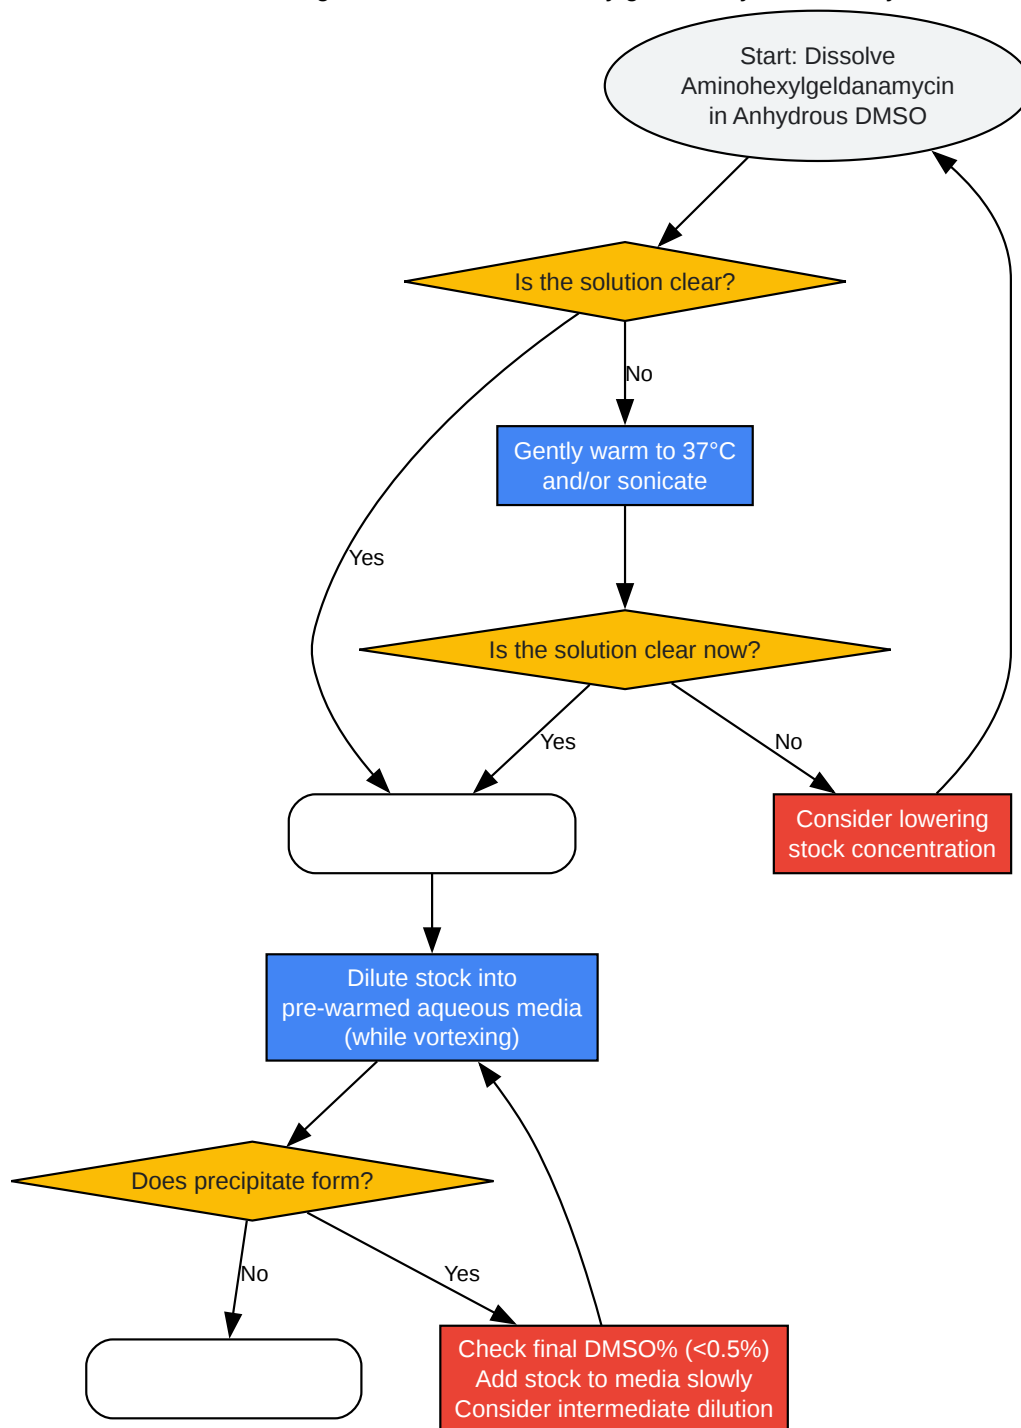 Start: Dissolve
Aminohexylgeldanamycin
in Anhydrous DMSO
Is the solution clear?
No
Gently warm to 37°C
and/or sonicate
Yes
Is the solution clear now?
Yes
No
Consider lowering
stock concentration
Dilute stock into
pre-warmed aqueous media
(while vortexing)
Does precipitate form?
No
Yes
Check final DMSO% (<0.5%)
Add stock to media slowly
Consider intermediate dilution